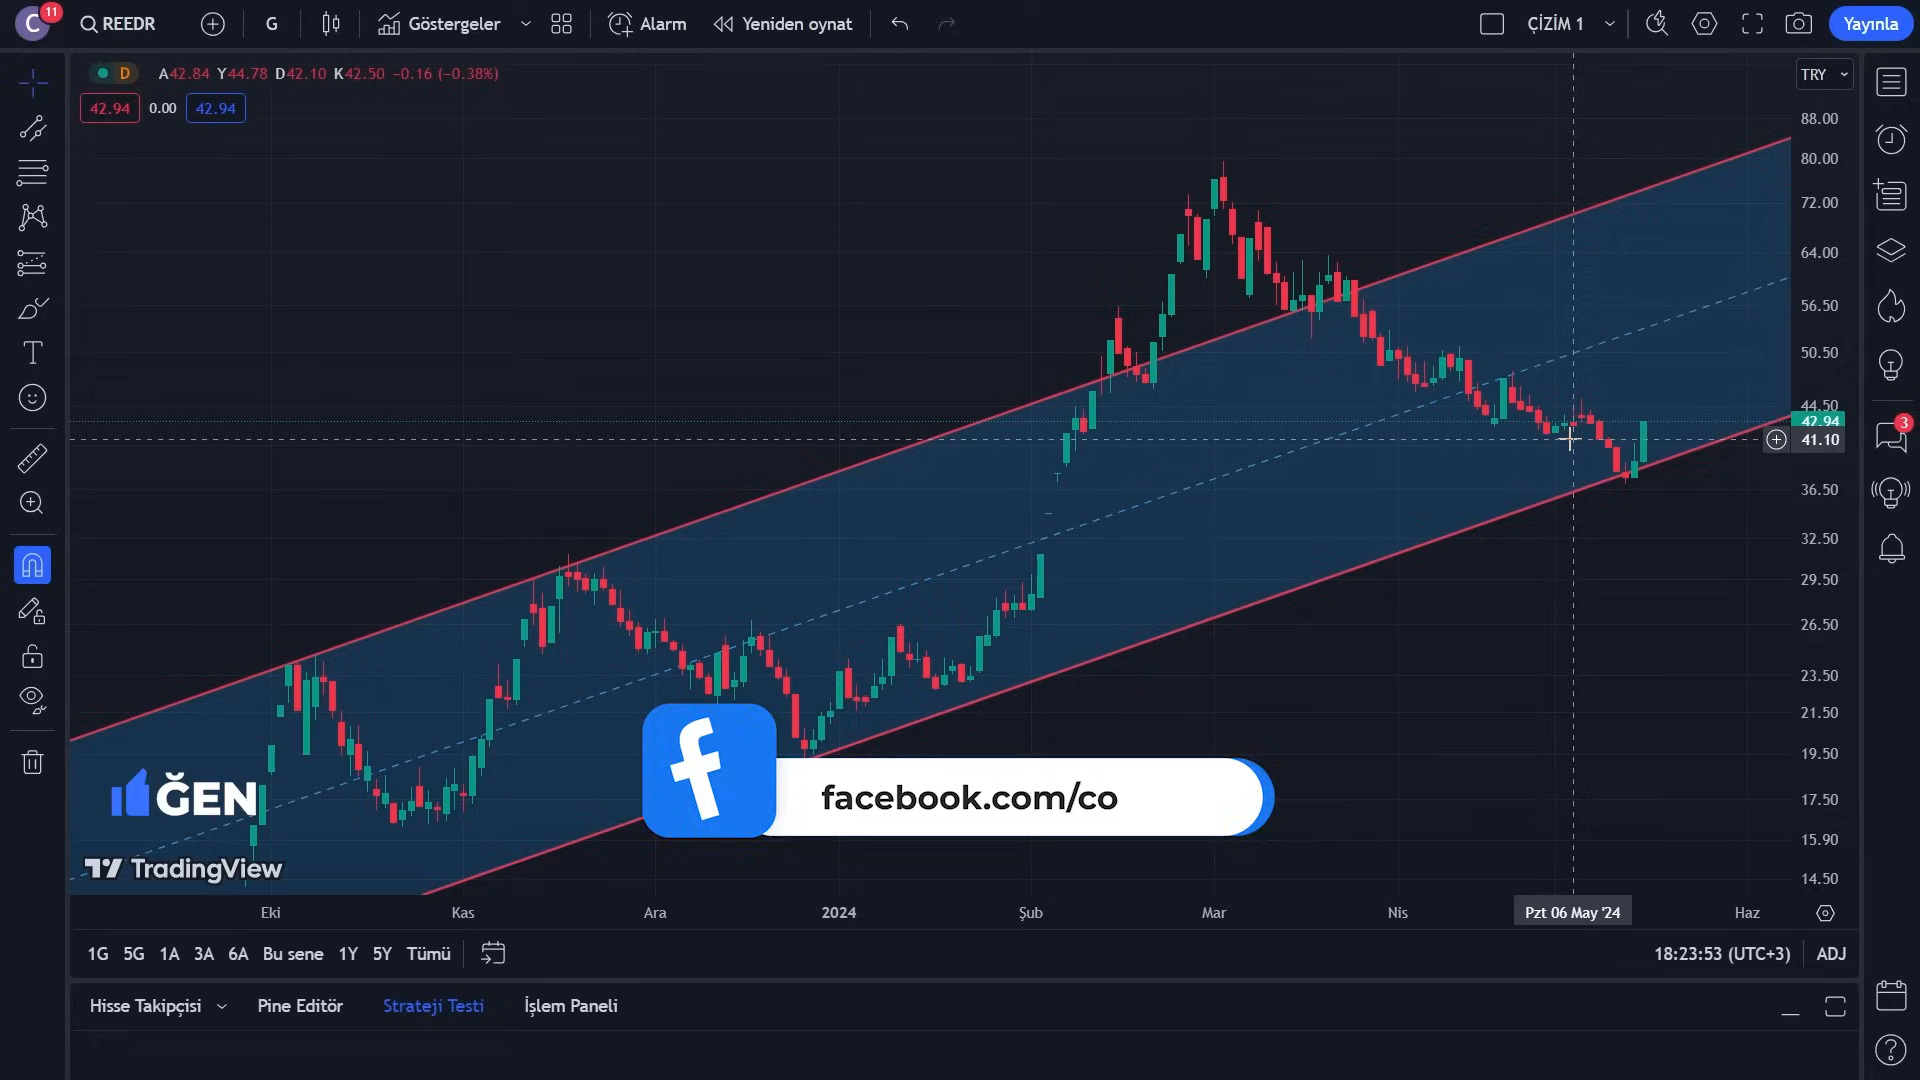 C 11 REEDR G Göstergeler Alarm Yeniden oynat ÇİZİM 1 Yayınla
D A42.84 Y44.78 D42.10 K42.50 −0.16 (−0.38%) TRY
42.94 0.00 42.94
88.00
80.00
72.00
64.00
56.50
50.50
44.50
42.94
3
41.10
36.50
32.50
29.50
26.50
23.50
21.50
19.50
17.50
15.90
14.50
ĞEN
facebook.com/co
TradingView
Eki Kas Ara 2024 Şub Mar Nis Pzt 06 May '24 Haz
1G 5G 1A 3A 6A Bu sene 1Y 5Y Tümü 18:23:53 (UTC+3) ADJ
Hisse Takipçisi Pine Editör Strateji Testi İşlem Paneli